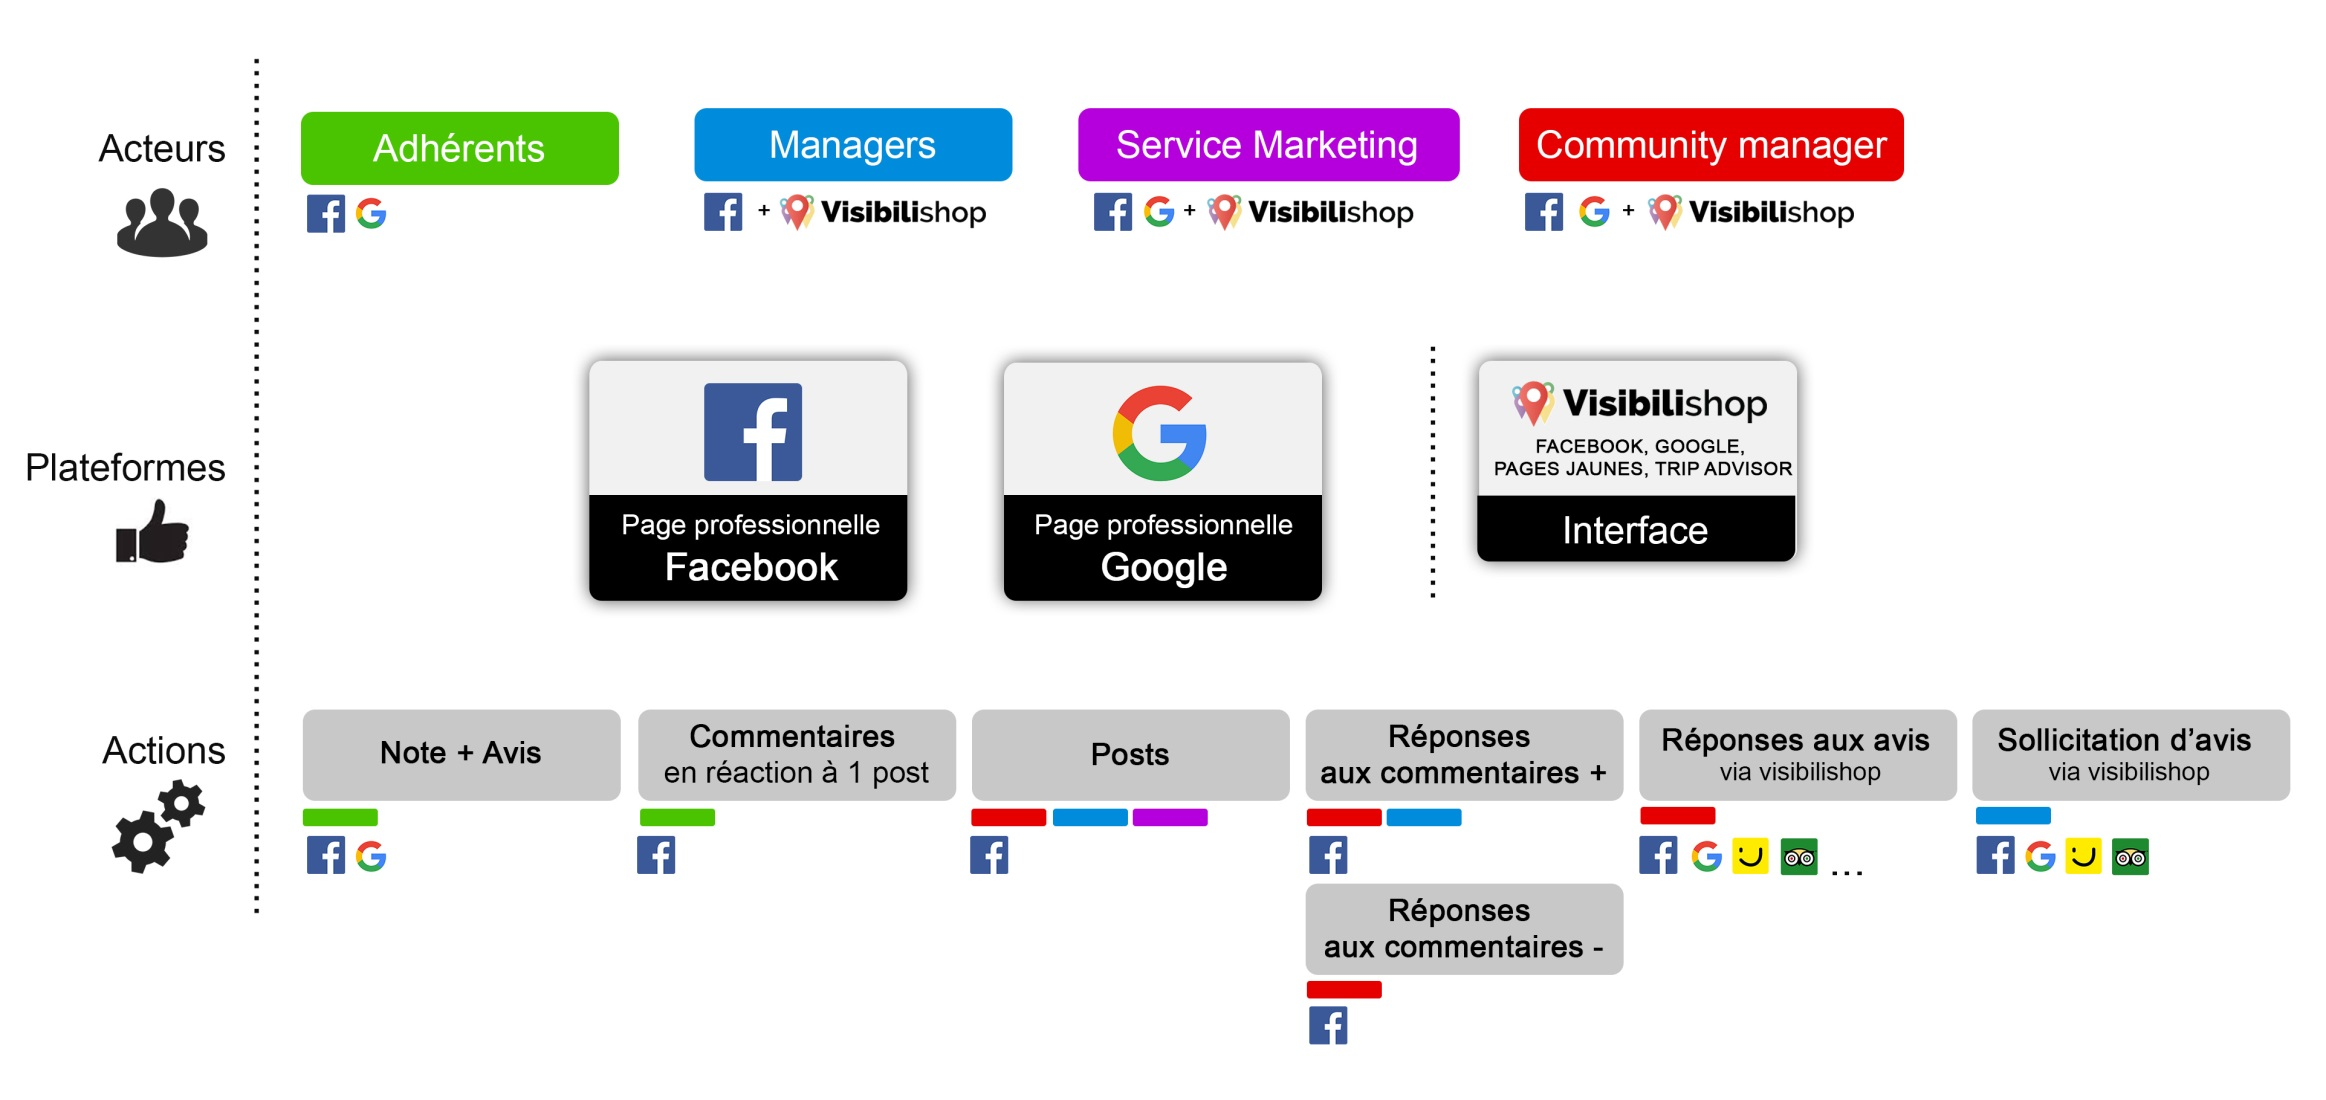 Acteurs
Adhérents
Managers
Service Marketing
Community manager
+ Visibilishop
+ Visibilishop
+ Visibilishop
Plateformes
Page professionnelle
Facebook
Page professionnelle
Google
Visibilishop
FACEBOOK, GOOGLE,
PAGES JAUNES, TRIP ADVISOR
Interface
Actions
Note + Avis
Commentaires
en réaction à 1 post
Posts
Réponses
aux commentaires +
Réponses aux avis
via visibilishop
Sollicitation d'avis
via visibilishop
...
Réponses
aux commentaires -